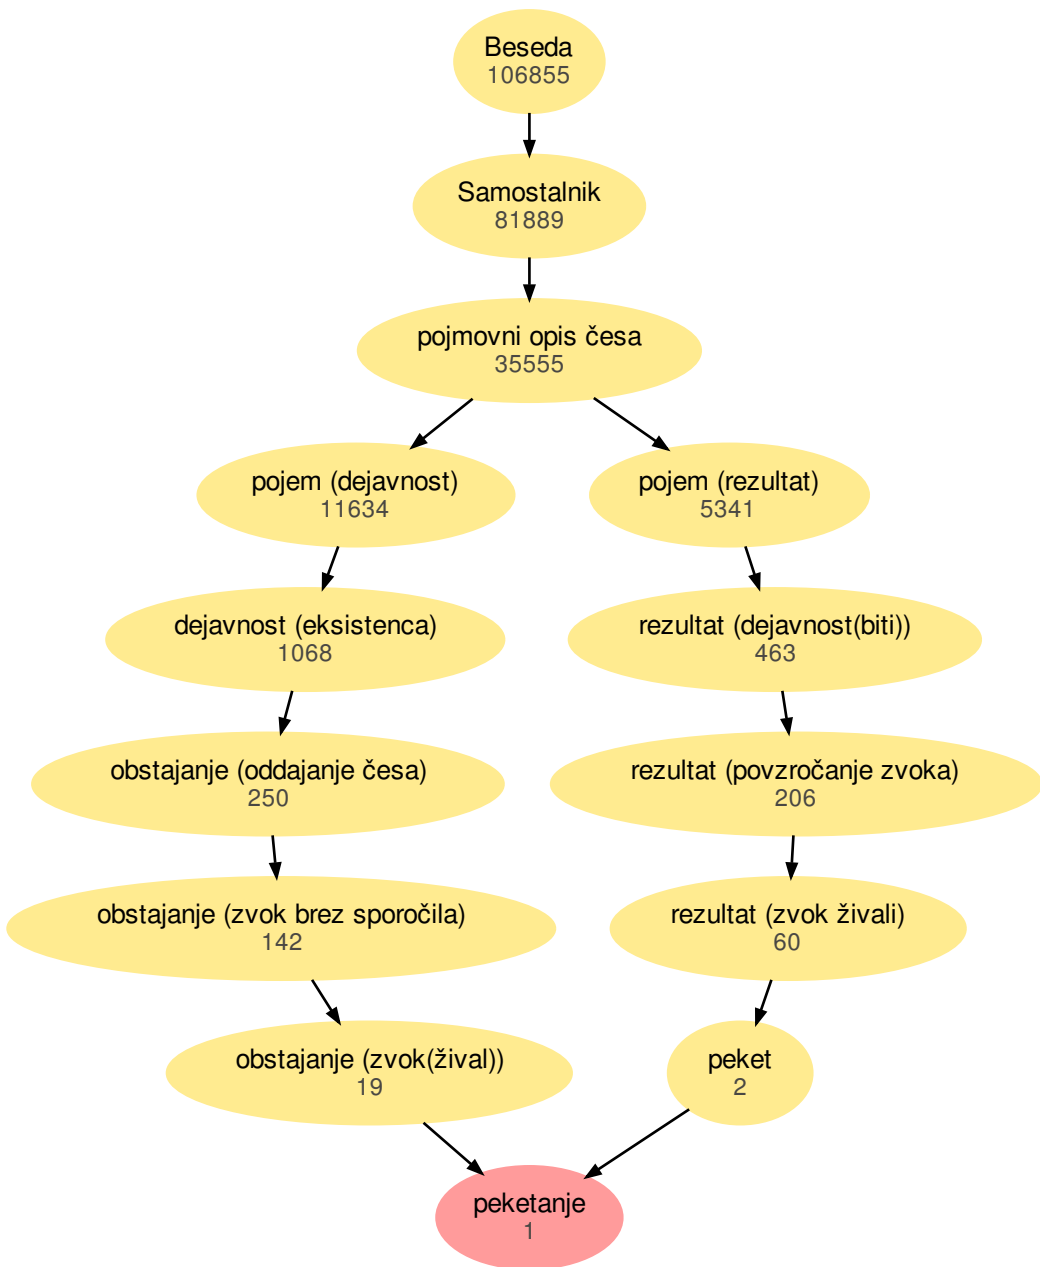 Beseda
106855
Samostalnik
81889
pojmovni opis česa
35555
pojem (dejavnost)
11634
pojem (rezultat)
5341
dejavnost (eksistenca)
1068
rezultat (dejavnost(biti))
463
obstajanje (oddajanje česa)
250
rezultat (povzročanje zvoka)
206
obstajanje (zvok brez sporočila)
142
rezultat (zvok živali)
60
obstajanje (zvok(žival))
19
peket
2
peketanje
1